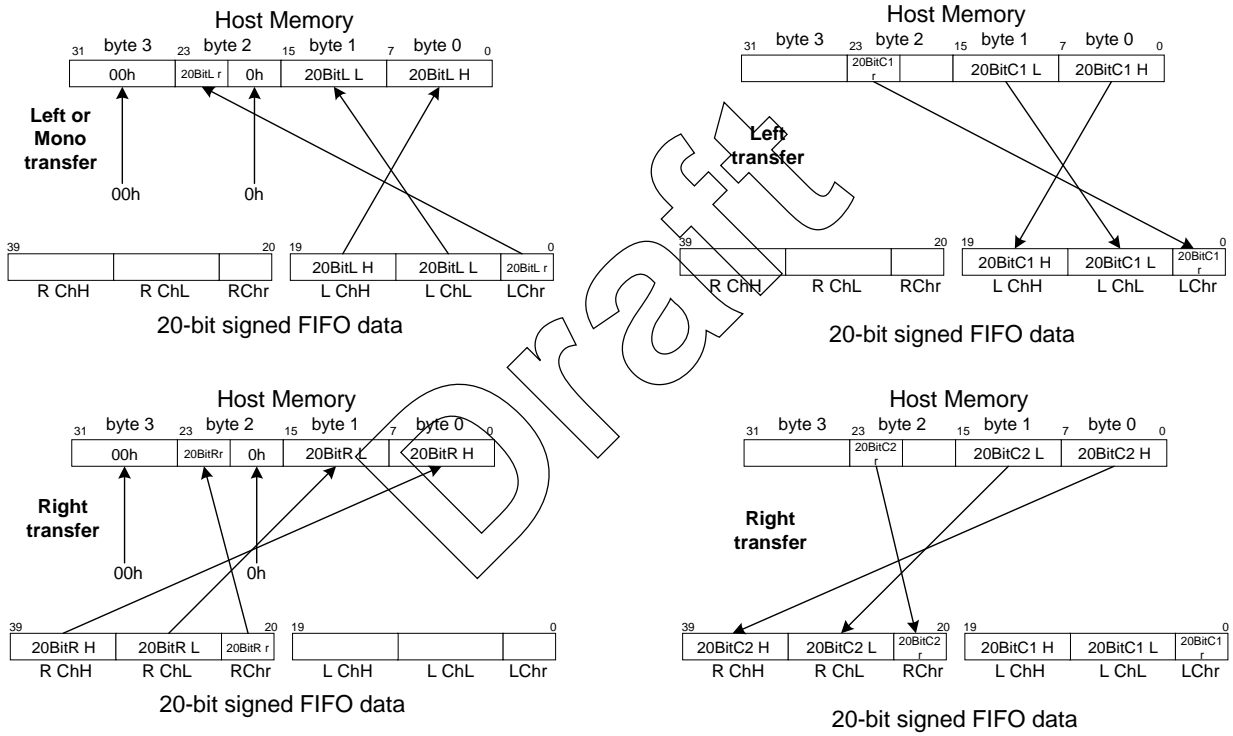 Host Memory
31 byte 3 23 byte 2 15 byte 1 7 byte 0 0
00h 20BitL r 0h 20BitL L 20BitL H
Left or
Mono
transfer
00h 0h
39 20 19 0
20BitL H 20BitL L 20BitL r
R ChH R ChL RChr L ChH L ChL LChr
20-bit signed FIFO data
Host Memory
31 byte 3 23 byte 2 15 byte 1 7 byte 0 0
20BitC1
r 20BitC1 L 20BitC1 H
Left
transfer
39 20 19 0
20BitC1 H 20BitC1 L 20BitC1
r
R ChH R ChL RChr L ChH L ChL LChr
20-bit signed FIFO data
Draft
Host Memory
31 byte 3 23 byte 2 15 byte 1 7 byte 0 0
00h 20BitRr 0h 20BitR L 20BitR H
Right
transfer
00h 0h
39 20 19 0
20BitR H 20BitR L 20BitR r
R ChH R ChL RChr L ChH L ChL LChr
20-bit signed FIFO data
Host Memory
31 byte 3 23 byte 2 15 byte 1 7 byte 0 0
20BitC2
r 20BitC2 L 20BitC2 H
Right
transfer
39 20 19 0
20BitC2 H 20BitC2 L 20BitC2
r 20BitC1 H 20BitC1 L 20BitC1
r
R ChH R ChL RChr L ChH L ChL LChr
20-bit signed FIFO data